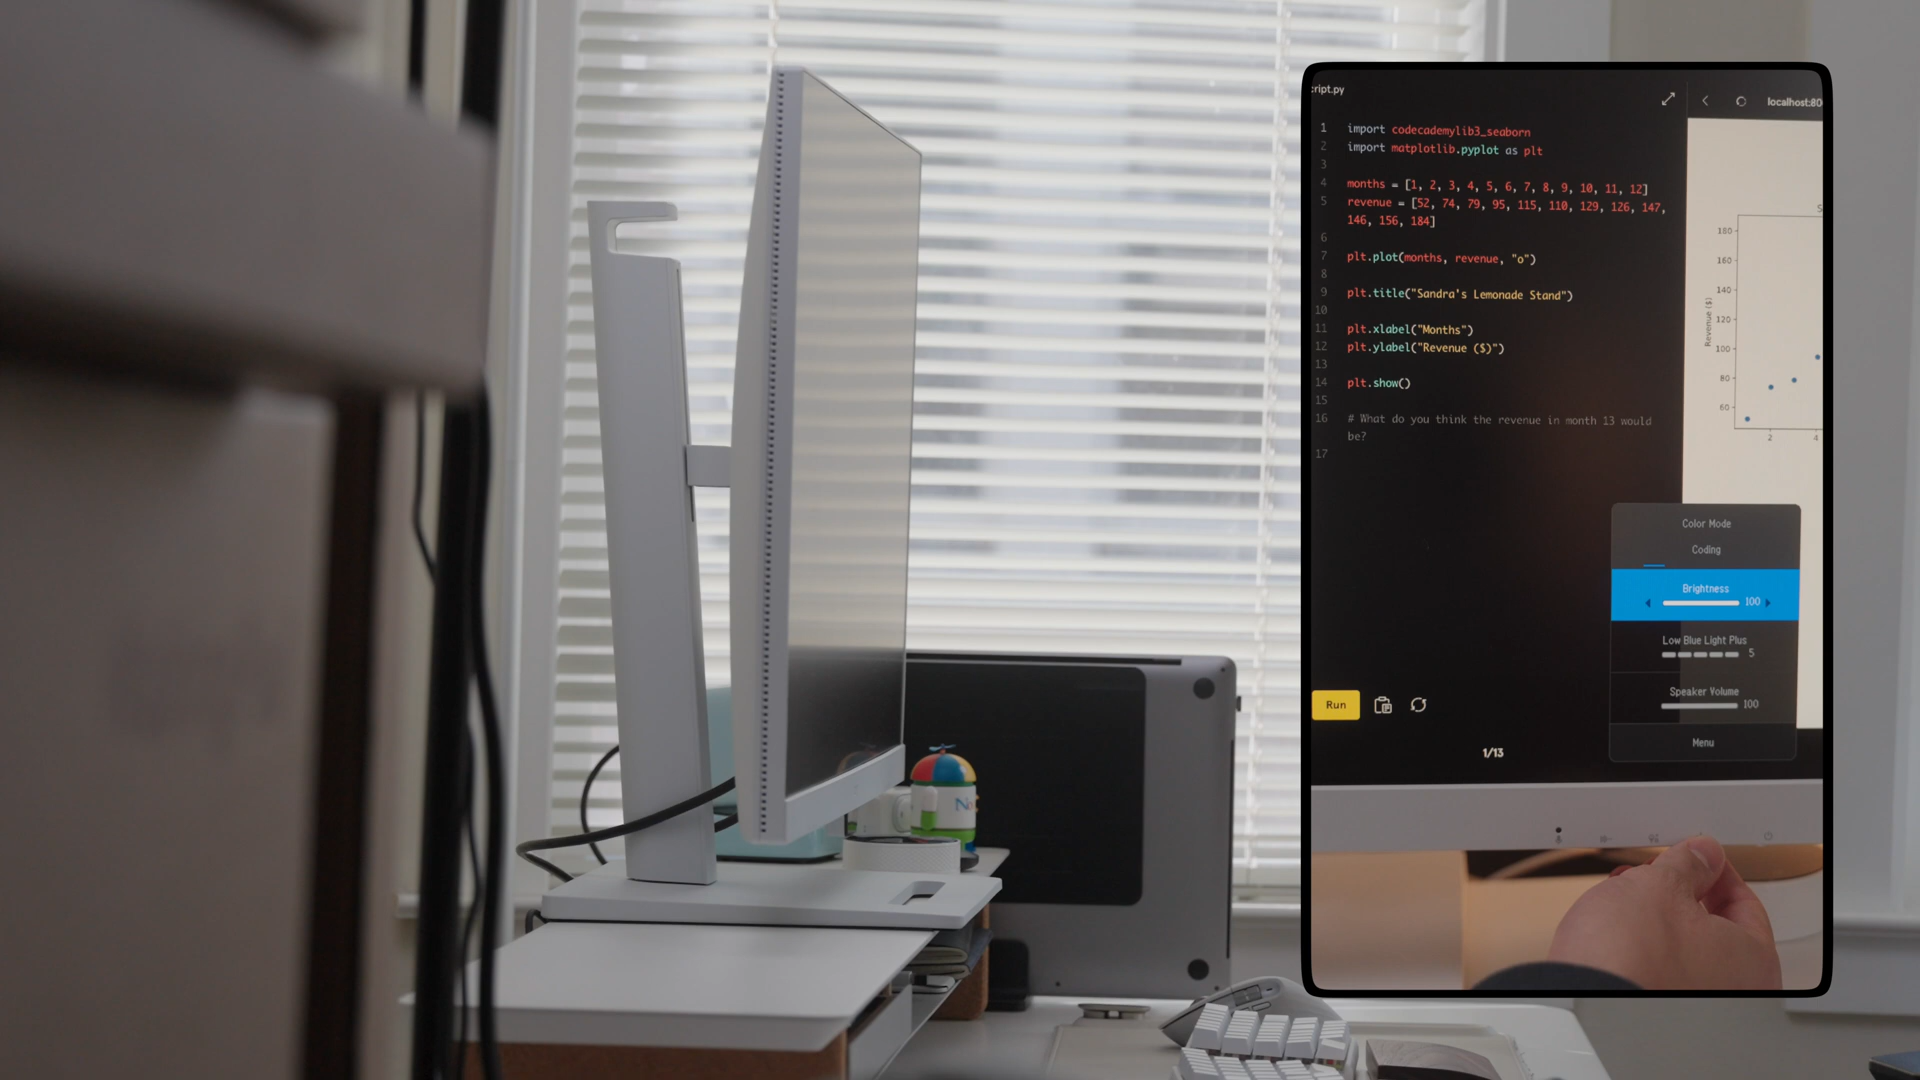 ript.py
localhost:80
1 import codecademylib3_seaborn
2 import matplotlib.pyplot as plt
3
4 months = [1, 2, 3, 4, 5, 6, 7, 8, 9, 10, 11, 12]
5 revenue = [52, 74, 79, 95, 115, 110, 129, 126, 147,
146, 156, 184]
6
7 plt.plot(months, revenue, "o")
8
9 plt.title("Sandra's Lemonade Stand")
10
11 plt.xlabel("Months")
12 plt.ylabel("Revenue ($)")
13
14 plt.show()
15
16 # What do you think the revenue in month 13 would
be?
17
Run
1/13
S
180
160
140
120
100
80
60
Revenue ($)
2 4
Color Mode
Coding
Brightness
100
Low Blue Light Plus
5
Speaker Volume
100
Menu
No